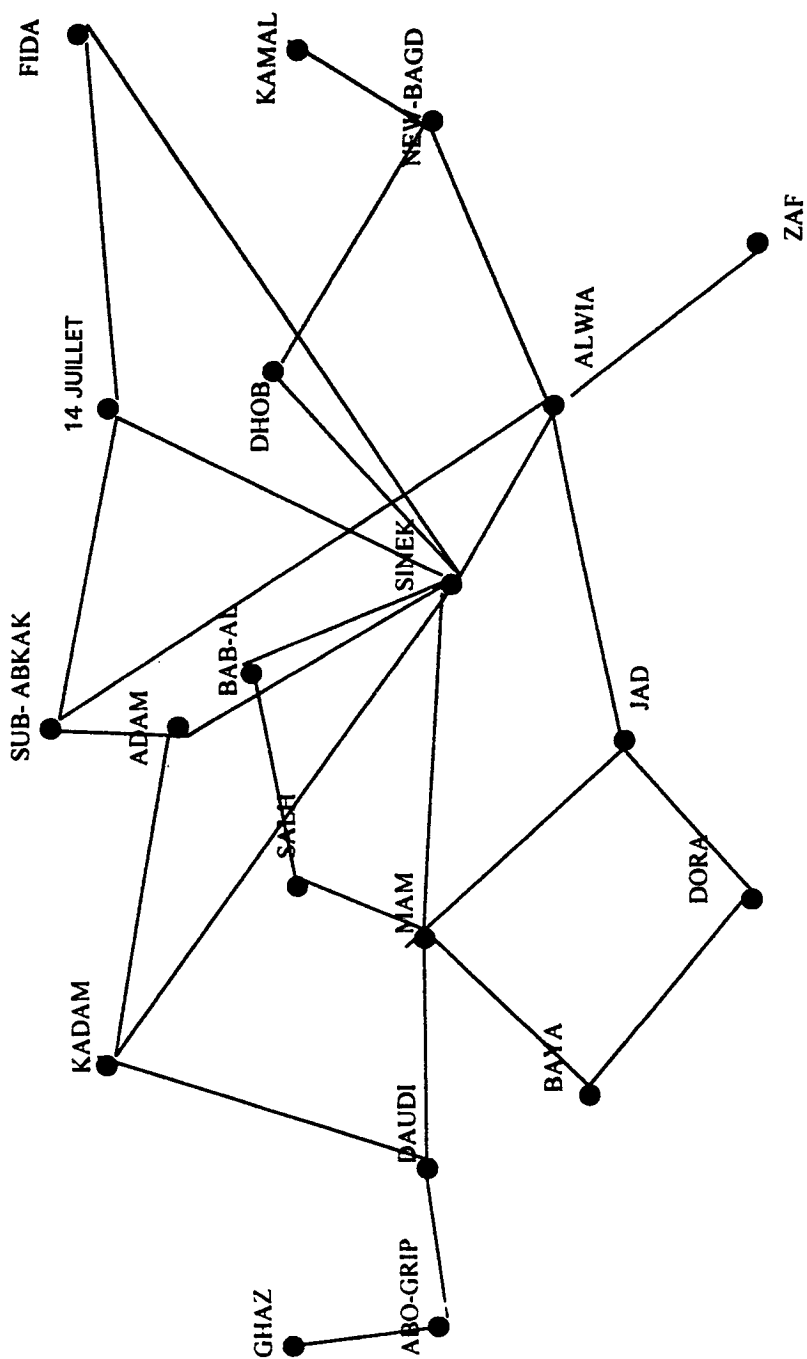 GHAZ
ABO-GRIP
DAUDI
KADAM
BAYA
MAM
SALH
DORA
ADAM
SUB- ABKAK
BAB-AL
JAD
SINEK
14 JUILLET
DHOB
ALWIA
ZAF
NEW-BAGD
KAMAL
FIDA